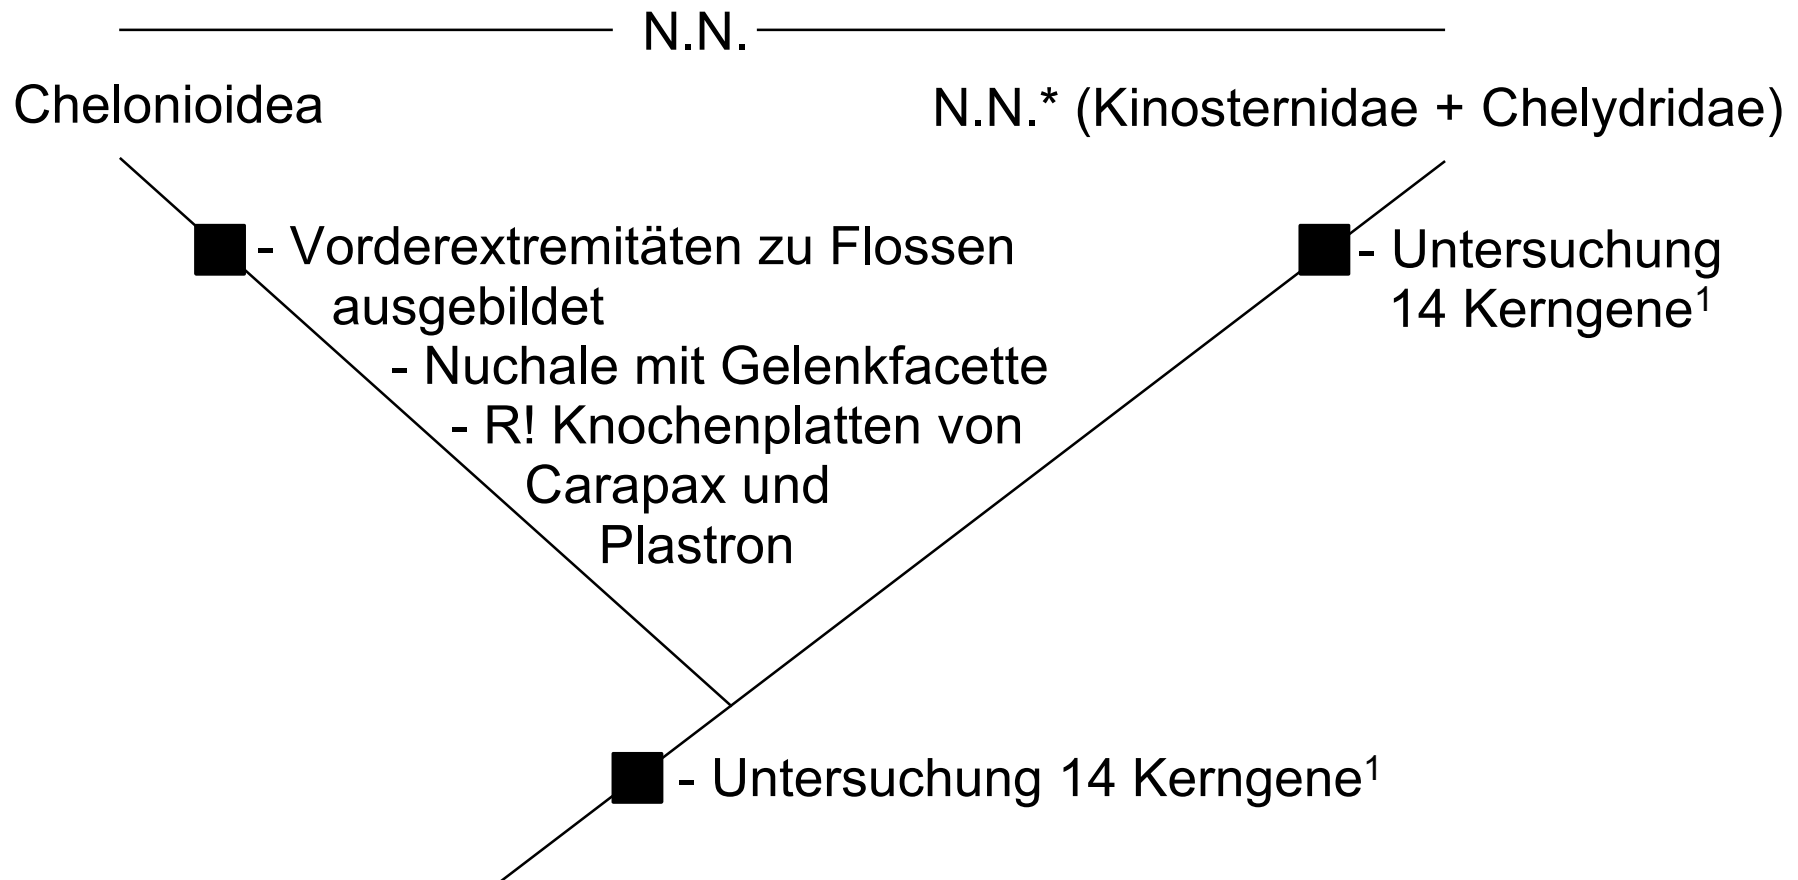 N.N.
Chelonioidea
N.N.* (Kinosternidae + Chelydridae)
- Vorderextremitäten zu Flossen
ausgebildet
- Nuchale mit Gelenkfacette
- R! Knochenplatten von
Carapax und
Plastron
- Untersuchung
14 Kerngene¹
- Untersuchung 14 Kerngene¹